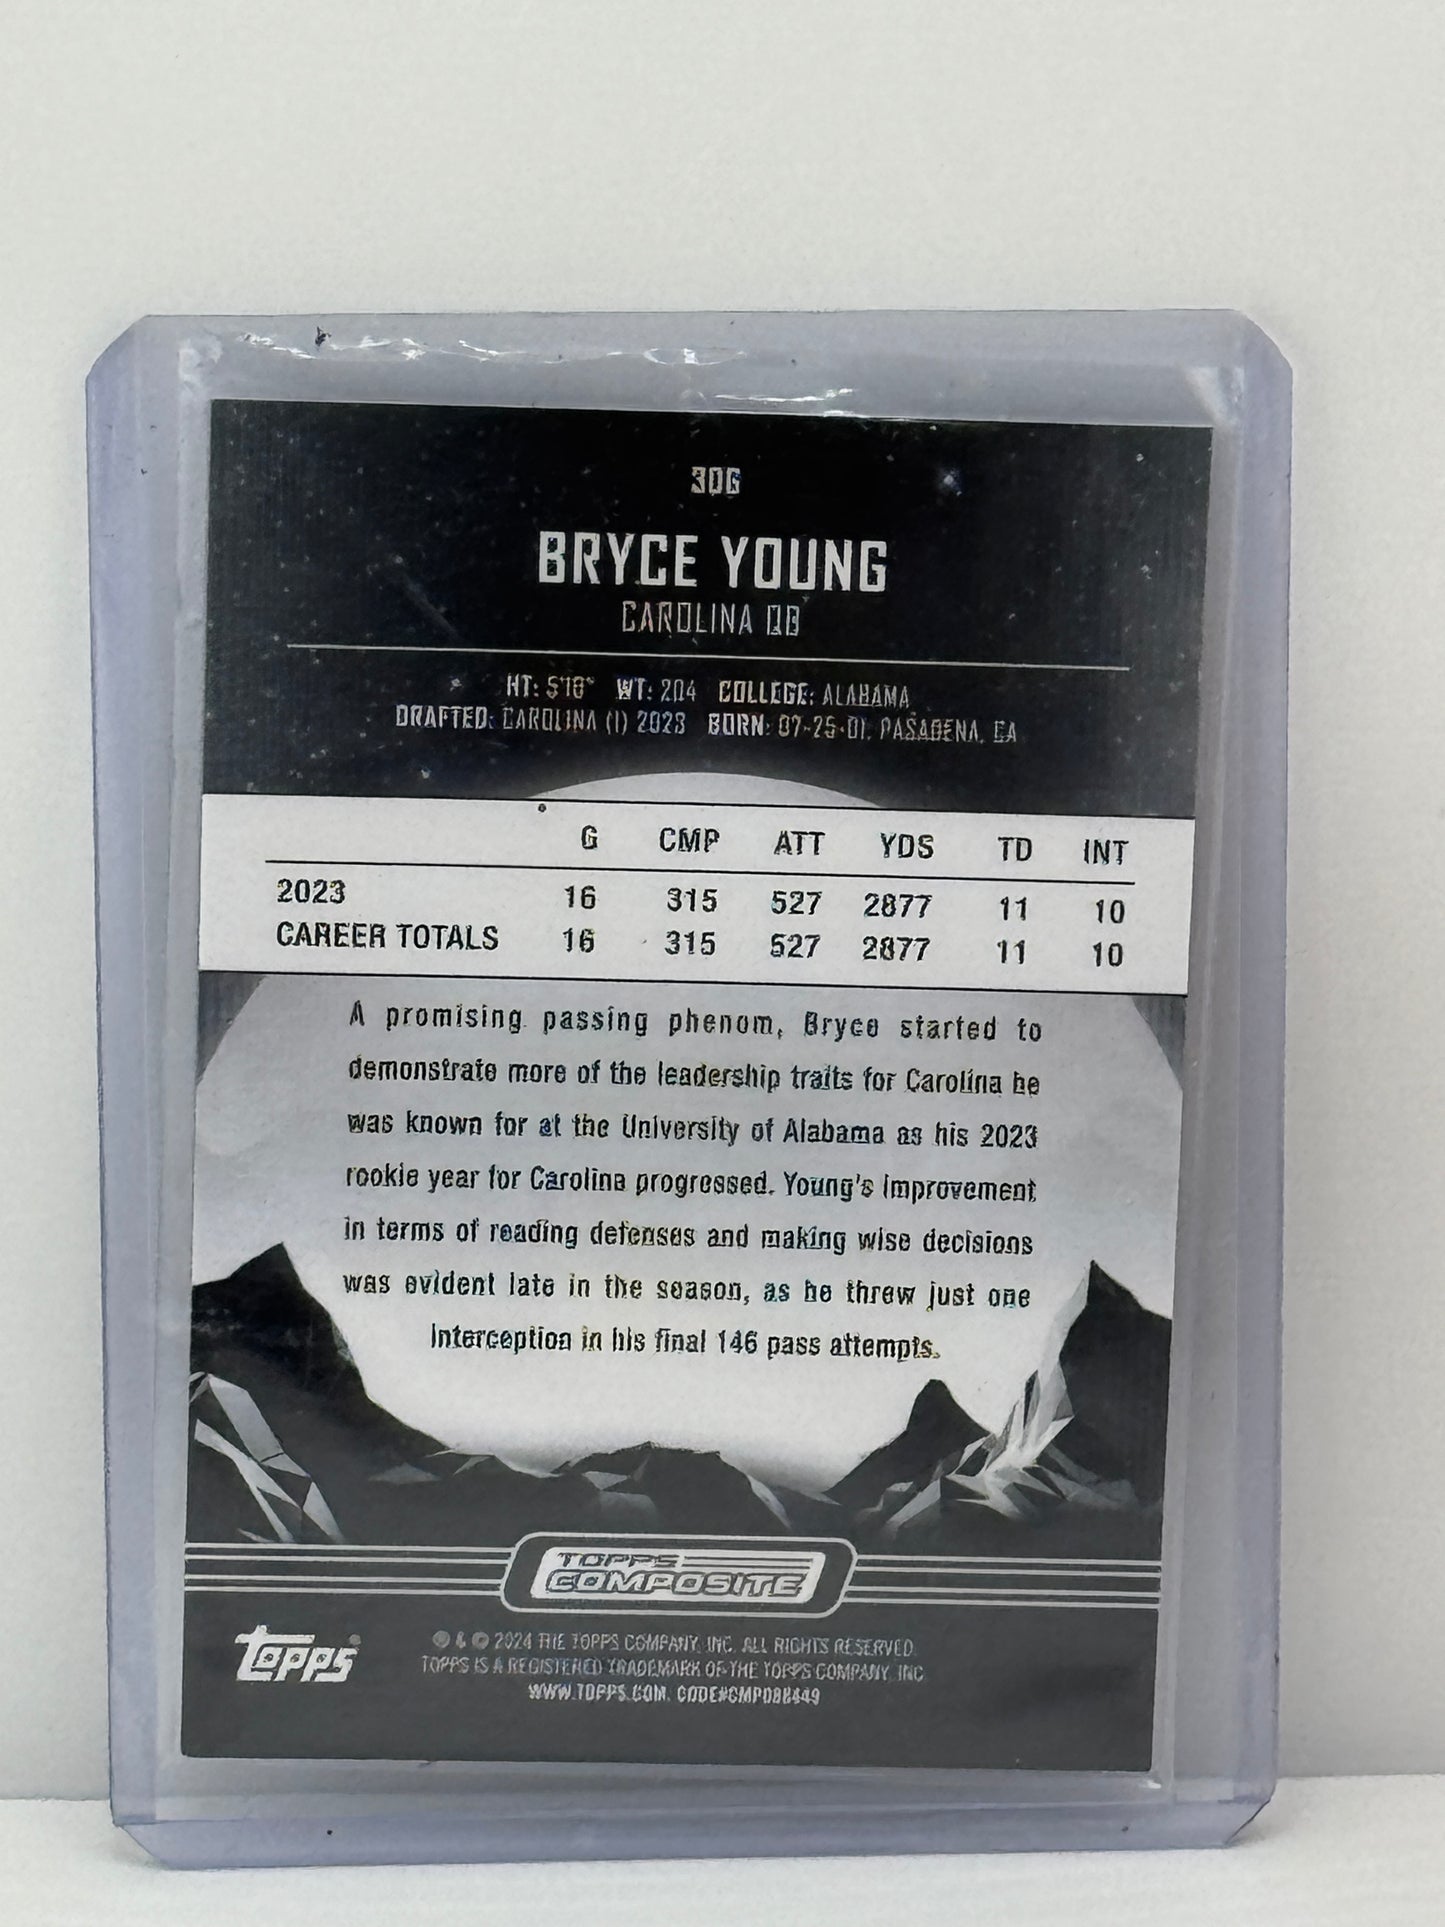 306
BRYCE YOUNG
CAROLINA QB
HT: 5'10" WT: 204 COLLEGE: ALABAMA
DRAFTED: CAROLINA (1) 2023 BORN: 07-25-01, PASADENA, CA
G CMP ATT YDS TD INT
2023 16 315 527 2877 11 10
CAREER TOTALS 16 315 527 2877 11 10
A promising passing phenom, Bryce started to
demonstrate more of the leadership traits for Carolina he
was known for at the University of Alabama as his 2023
rookie year for Carolina progressed. Young's improvement
in terms of reading defenses and making wise decisions
was evident late in the season, as he threw just one
interception in his final 146 pass attempts.
TOPPS
COMPOSITE
Topps
® & © 2024 THE TOPPS COMPANY, INC. ALL RIGHTS RESERVED.
TOPPS IS A REGISTERED TRADEMARK OF THE TOPPS COMPANY, INC.
WWW.TOPPS.COM. CODE#CMP088449